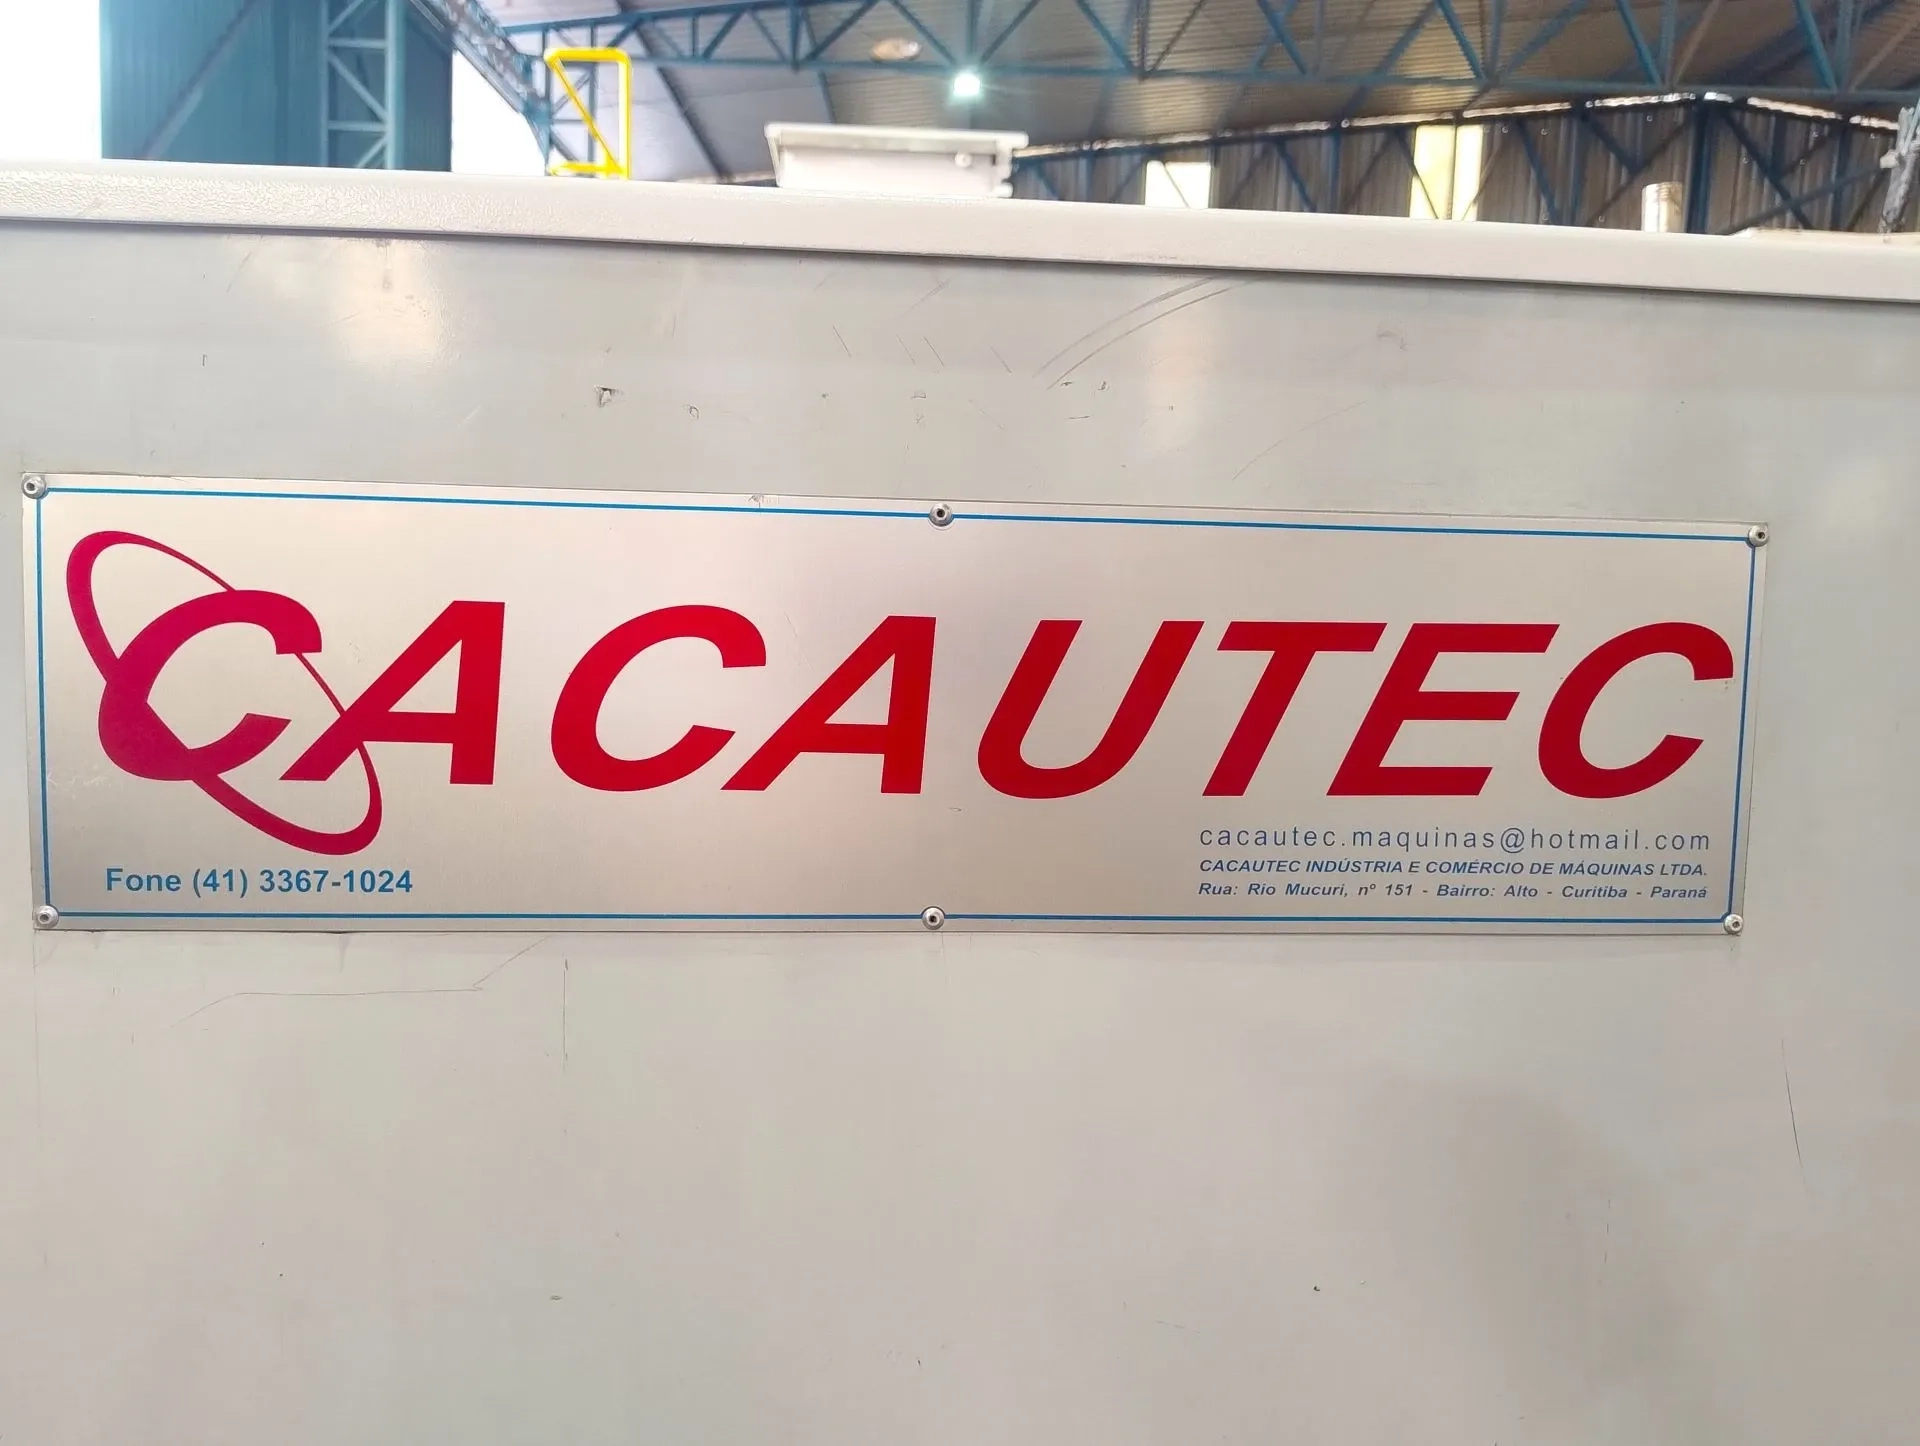 CACAUTEC
cacautec.maquinas@hotmail.com
CACAUTEC INDÚSTRIA E COMÉRCIO DE MÁQUINAS LTDA.
Rua: Rio Mucuri, nº 151 - Bairro: Alto - Curitiba - Paraná
Fone (41) 3367-1024